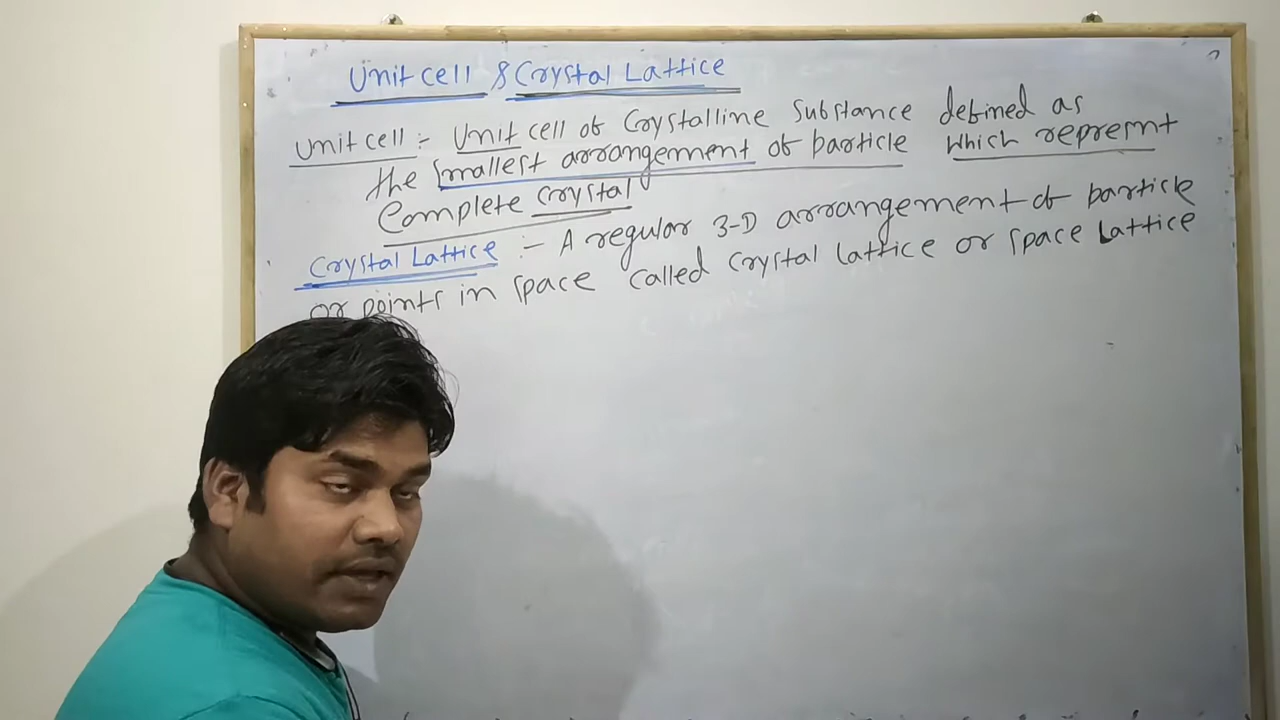 Unit cell & Crystal Lattice
Unit cell :- Unit cell of Crystalline Substance defined as
the smallest arrangement of particle which represnt
Complete crystal
Crystal Lattice :- A regular 3-D arrangement of particle
or points in space called crystal lattice or space Lattice